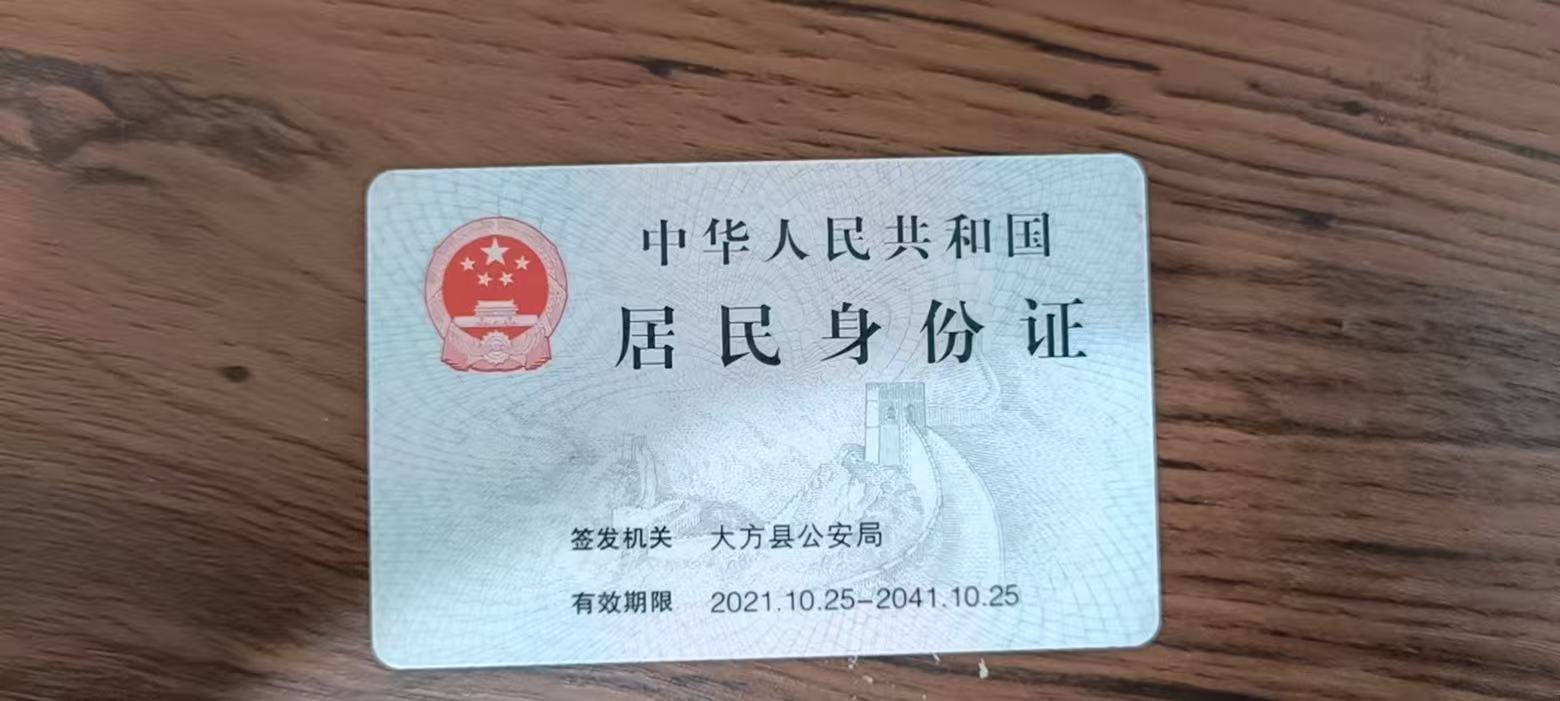 中华人民共和国
居民身份证
签发机关 大方县公安局
有效期限 2021.10.25-2041.10.25